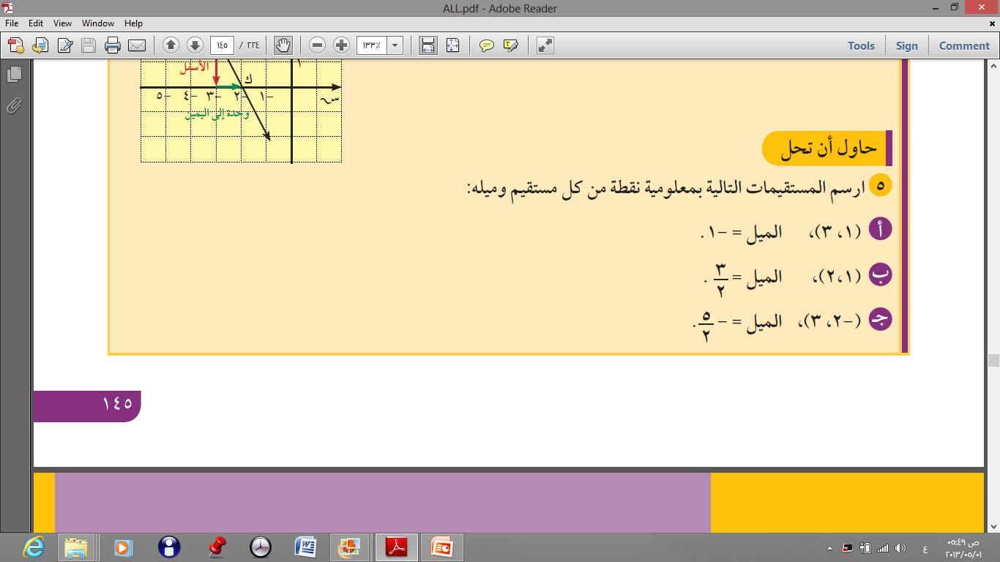 ALL.pdf - Adobe Reader
File Edit View Window Help
١٤٥ / ٢٢٤ ١٣٣٪ Tools Sign Comment
١
الأسفل
ك
-٥ -٤ -٣ -٢ -١ س
وحدة إلى اليمين
حاول أن تحل
٥ ارسم المستقيمات التالية بمعلومية نقطة من كل مستقيم وميله:
أ (١، ٣)، الميل = -١.
ب (٢،١)، الميل = ٣/٢.
جـ (-٢، ٣)، الميل = -٥/٢.
١٤٥
ع ٠٥:٤٩ ص
٢٠١٣/٠٥/٠١